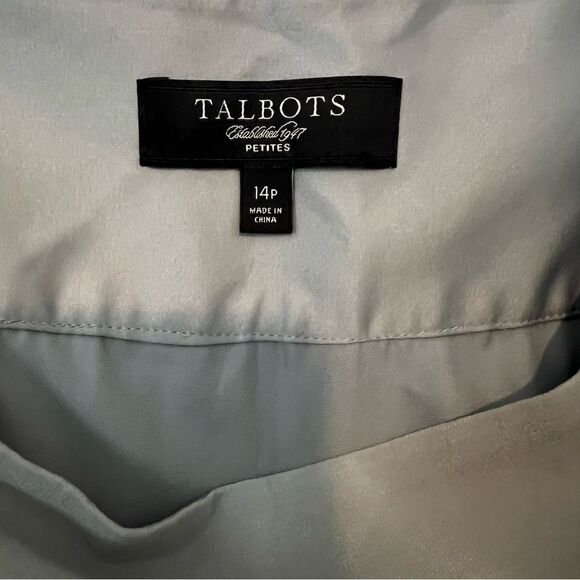 TALBOTS
Established 1947
PETITES
14P
MADE IN
CHINA